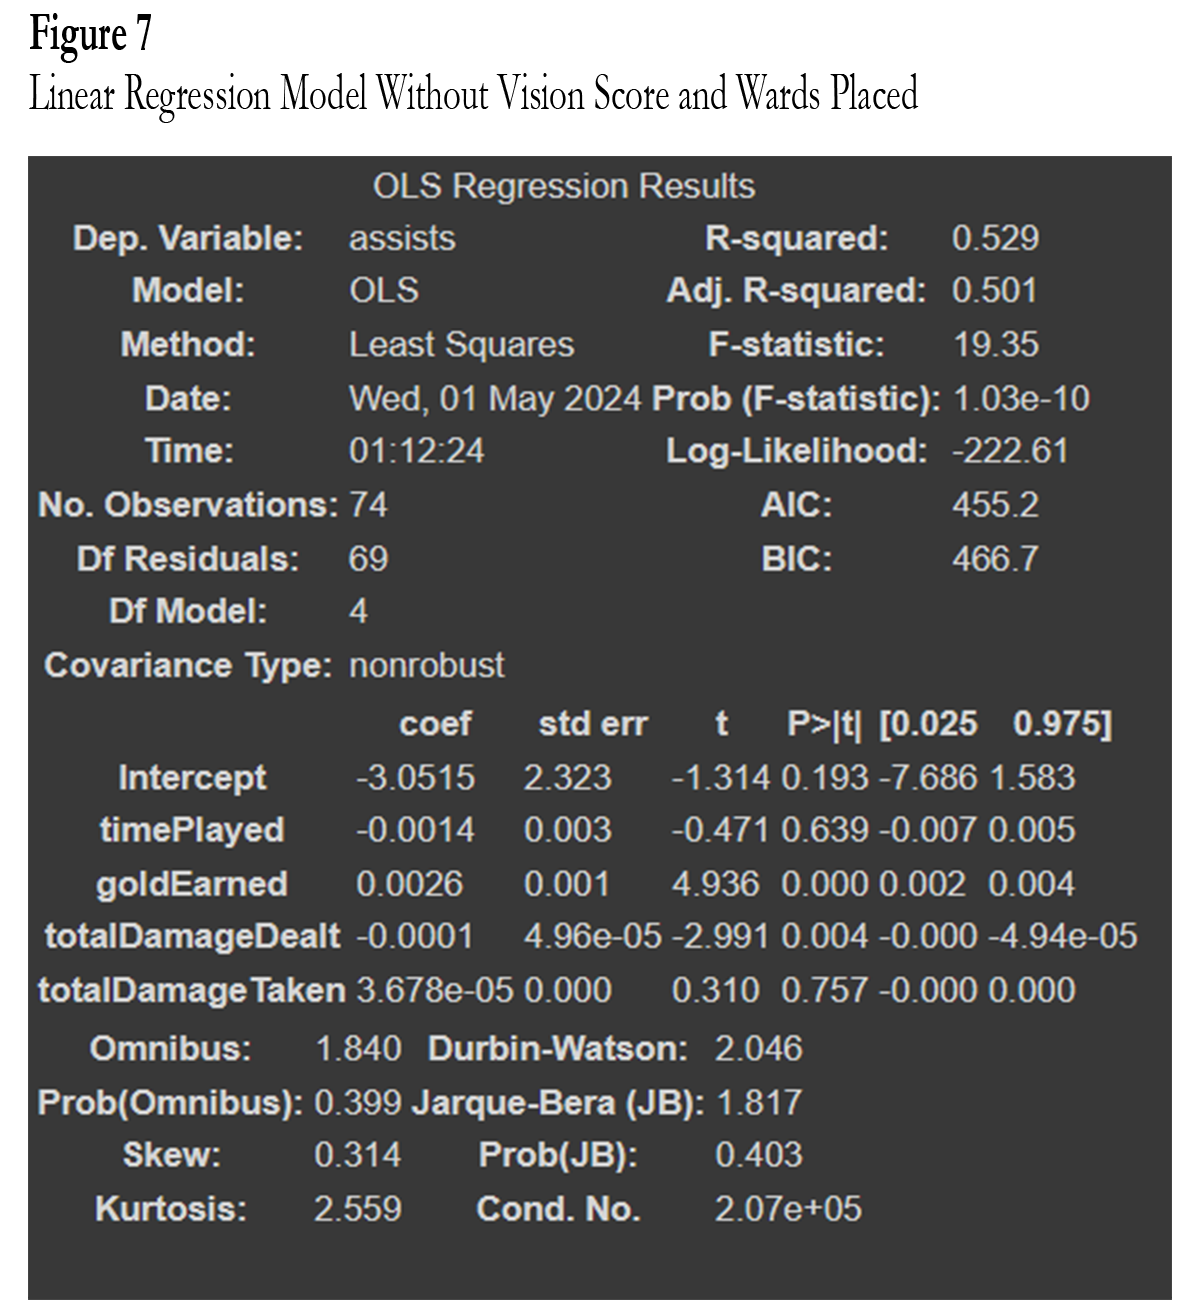 Figure 7
Linear Regression Model Without Vision Score and Wards Placed
OLS Regression Results
Dep. Variable: assists R-squared: 0.529
Model: OLS Adj. R-squared: 0.501
Method: Least Squares F-statistic: 19.35
Date: Wed, 01 May 2024 Prob (F-statistic): 1.03e-10
Time: 01:12:24 Log-Likelihood: -222.61
No. Observations: 74 AIC: 455.2
Df Residuals: 69 BIC: 466.7
Df Model: 4
Covariance Type: nonrobust
coef std err t P>|t| [0.025 0.975]
Intercept -3.0515 2.323 -1.314 0.193 -7.686 1.583
timePlayed -0.0014 0.003 -0.471 0.639 -0.007 0.005
goldEarned 0.0026 0.001 4.936 0.000 0.002 0.004
totalDamageDealt -0.0001 4.96e-05 -2.991 0.004 -0.000 -4.94e-05
totalDamageTaken 3.678e-05 0.000 0.310 0.757 -0.000 0.000
Omnibus: 1.840 Durbin-Watson: 2.046
Prob(Omnibus): 0.399 Jarque-Bera (JB): 1.817
Skew: 0.314 Prob(JB): 0.403
Kurtosis: 2.559 Cond. No. 2.07e+05